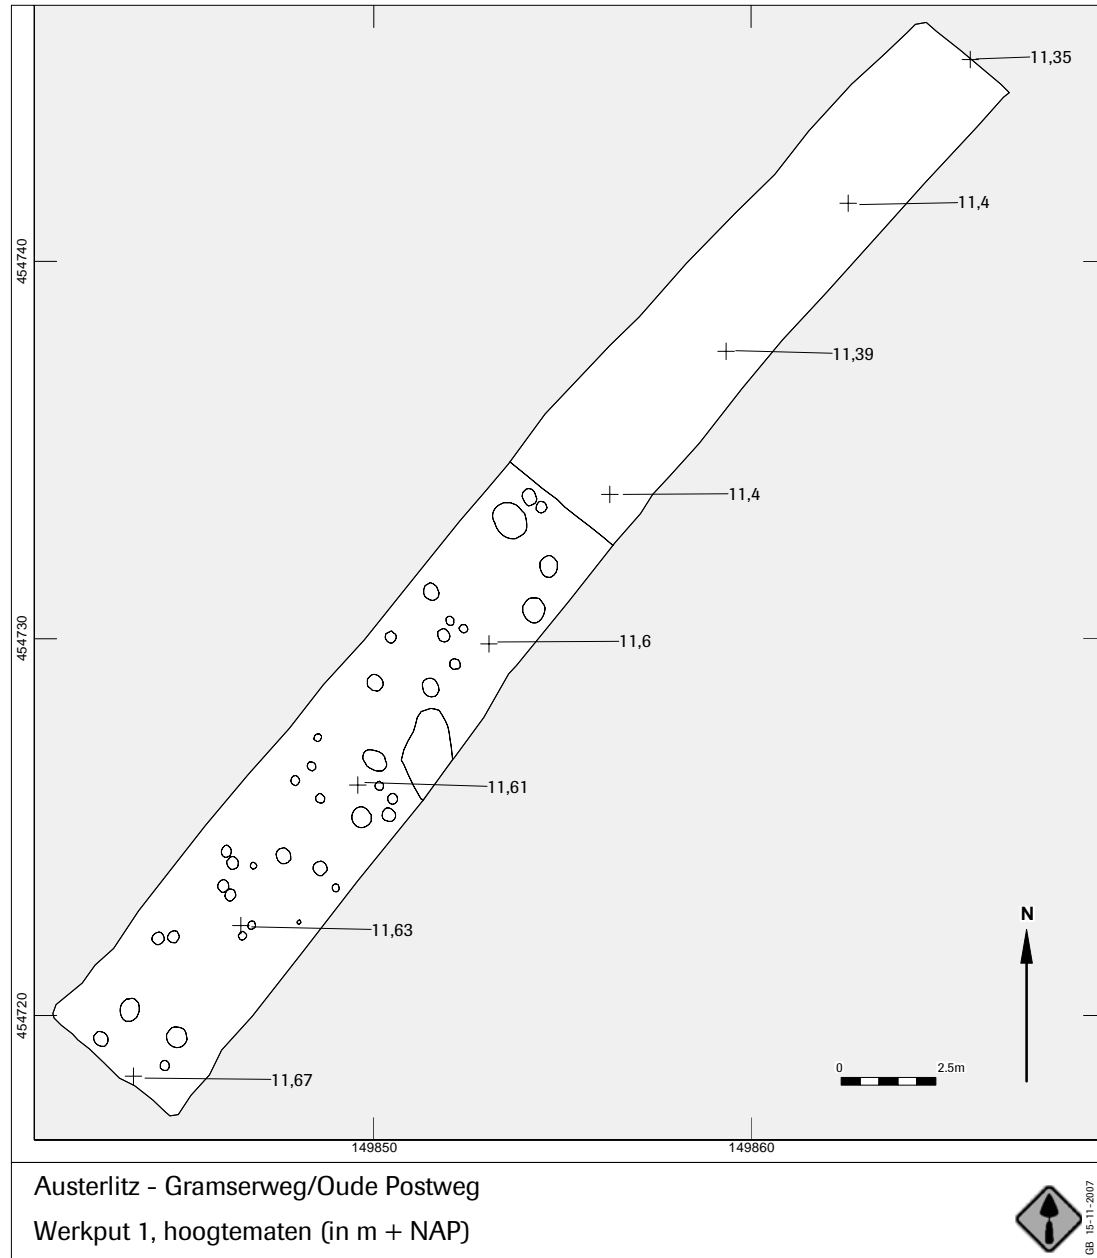 11,35
11,4
454740
11,39
11,4
454730
11,6
11,61
11,63
N
454720
0 2.5m
11,67
149850 149860
Austerlitz - Gramserweg/Oude Postweg
Werkput 1, hoogtematen (in m + NAP)
GB 15-11-2007